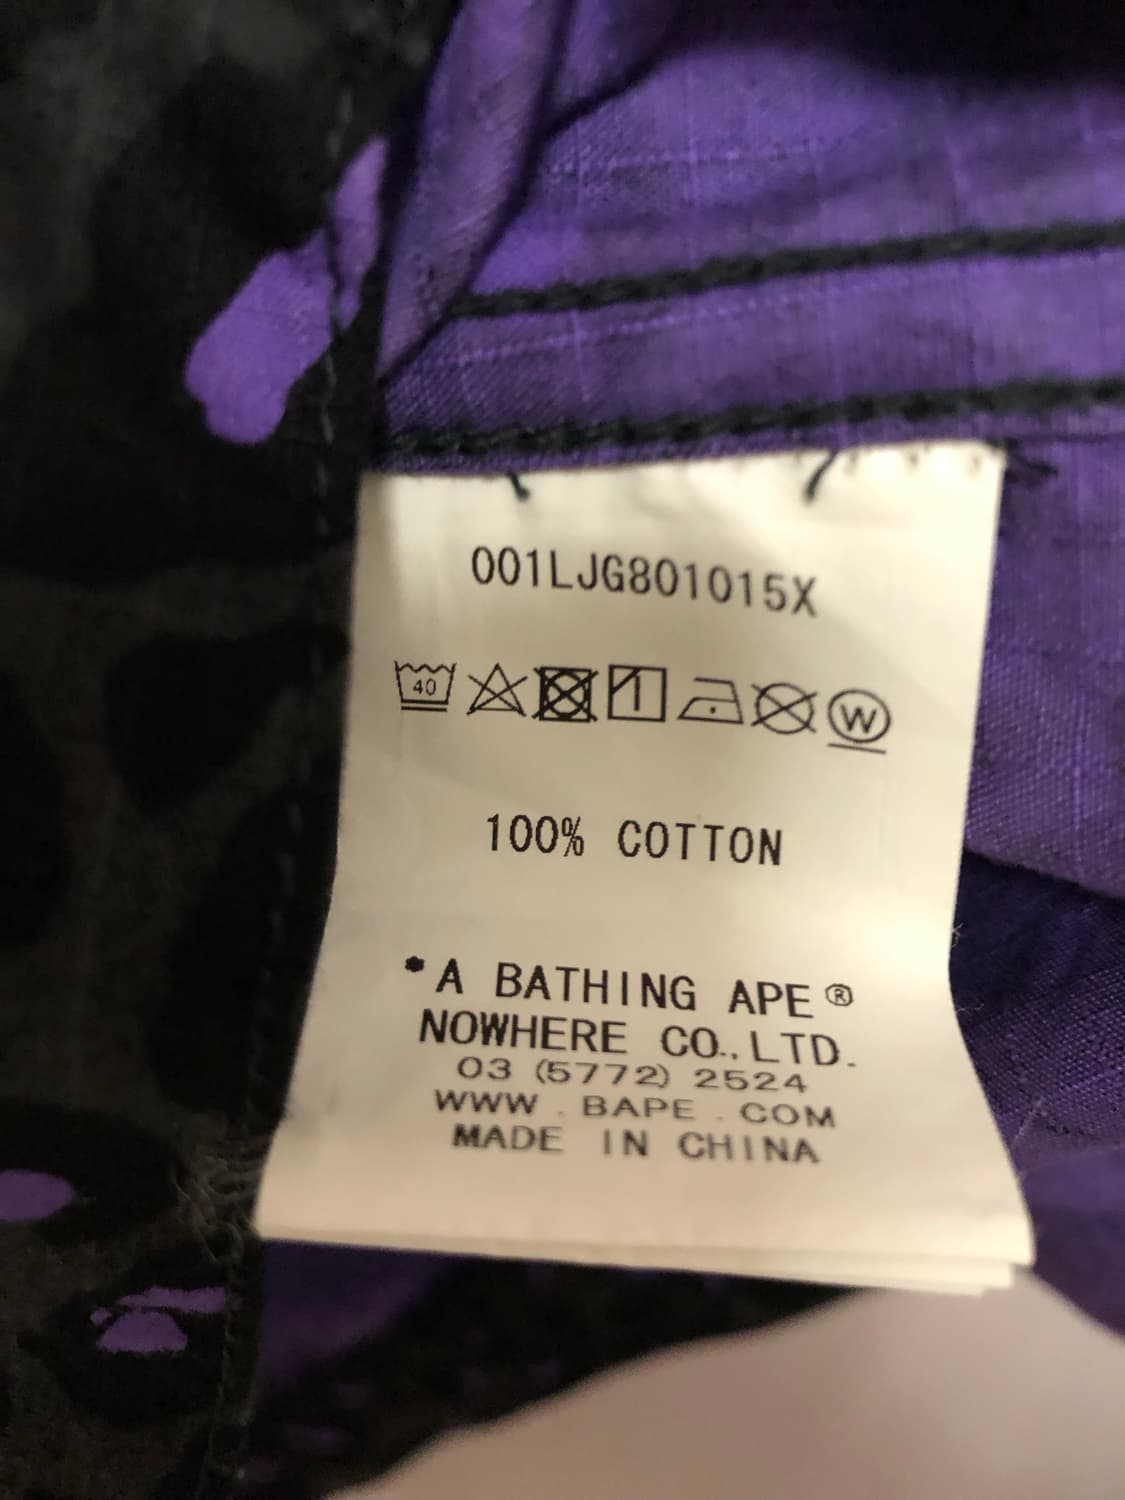 001LJG801015X
40 W
100% COTTON
*A BATHING APE®
NOWHERE CO.,LTD.
03 (5772) 2524
WWW . BAPE . COM
MADE IN CHINA